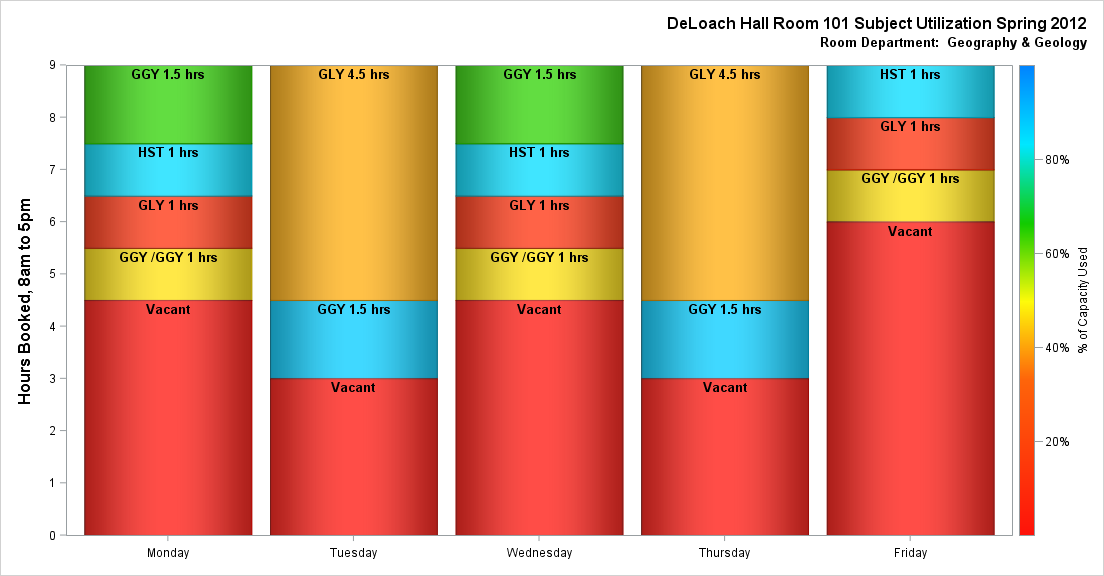 DeLoach Hall Room 101 Subject Utilization Spring 2012
Room Department:  Geography & Geology
Hours Booked, 8am to 5pm
9
8
7
6
5
4
3
2
1
0
GGY 1.5 hrs
HST 1 hrs
GLY 1 hrs
GGY /GGY 1 hrs
Vacant
GLY 4.5 hrs
GGY 1.5 hrs
Vacant
GGY 1.5 hrs
HST 1 hrs
GLY 1 hrs
GGY /GGY 1 hrs
Vacant
GLY 4.5 hrs
GGY 1.5 hrs
Vacant
HST 1 hrs
GLY 1 hrs
GGY /GGY 1 hrs
Vacant
Monday
Tuesday
Wednesday
Thursday
Friday
80%
60%
40%
20%
% of Capacity Used